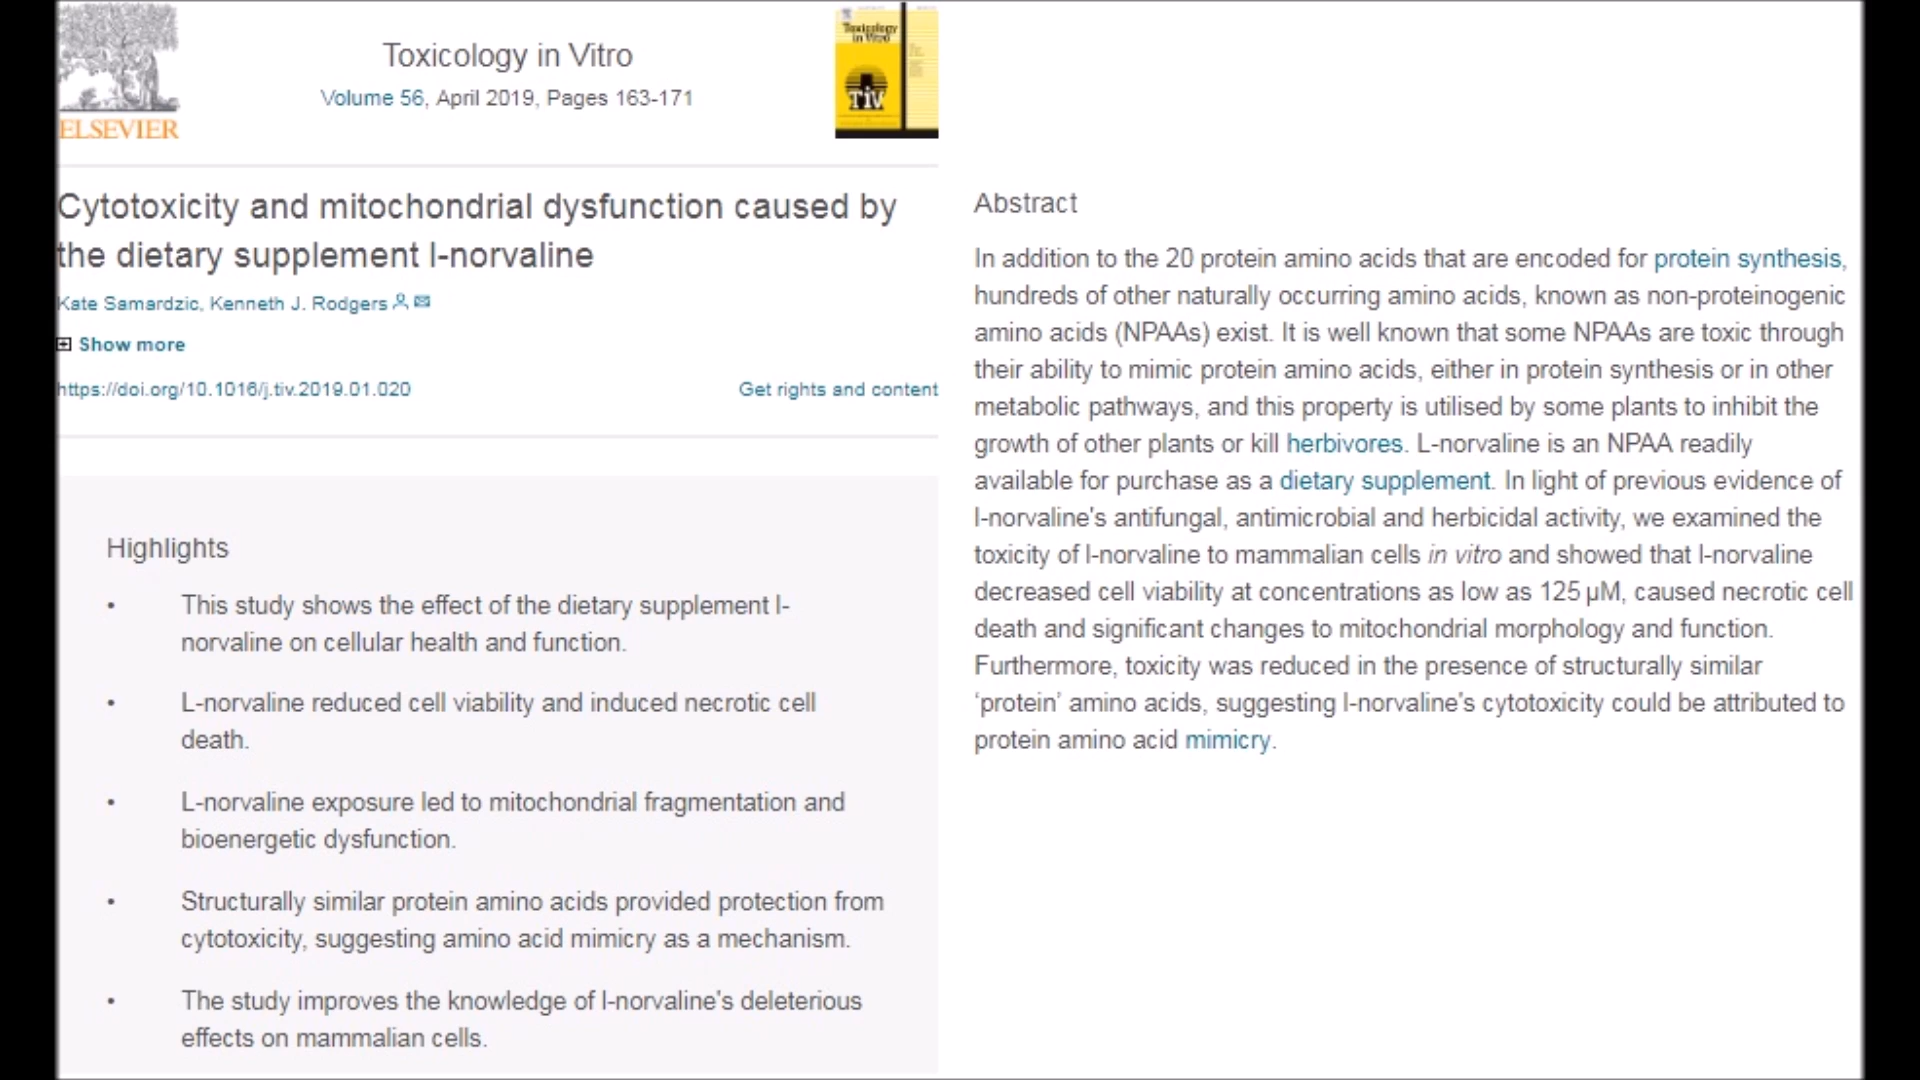 ELSEVIER
Toxicology in Vitro
Volume 56, April 2019, Pages 163-171
Toxicology
in Vitro
TiV
Cytotoxicity and mitochondrial dysfunction caused by
the dietary supplement l-norvaline
Kate Samardzic, Kenneth J. Rodgers
Show more
https://doi.org/10.1016/j.tiv.2019.01.020
Get rights and content
Highlights
• This study shows the effect of the dietary supplement l-
norvaline on cellular health and function.
• L-norvaline reduced cell viability and induced necrotic cell
death.
• L-norvaline exposure led to mitochondrial fragmentation and
bioenergetic dysfunction.
• Structurally similar protein amino acids provided protection from
cytotoxicity, suggesting amino acid mimicry as a mechanism.
• The study improves the knowledge of l-norvaline's deleterious
effects on mammalian cells.
Abstract
In addition to the 20 protein amino acids that are encoded for protein synthesis,
hundreds of other naturally occurring amino acids, known as non-proteinogenic
amino acids (NPAAs) exist. It is well known that some NPAAs are toxic through
their ability to mimic protein amino acids, either in protein synthesis or in other
metabolic pathways, and this property is utilised by some plants to inhibit the
growth of other plants or kill herbivores. L-norvaline is an NPAA readily
available for purchase as a dietary supplement. In light of previous evidence of
l-norvaline's antifungal, antimicrobial and herbicidal activity, we examined the
toxicity of l-norvaline to mammalian cells in vitro and showed that l-norvaline
decreased cell viability at concentrations as low as 125 μM, caused necrotic cell
death and significant changes to mitochondrial morphology and function.
Furthermore, toxicity was reduced in the presence of structurally similar
‘protein’ amino acids, suggesting l-norvaline's cytotoxicity could be attributed to
protein amino acid mimicry.